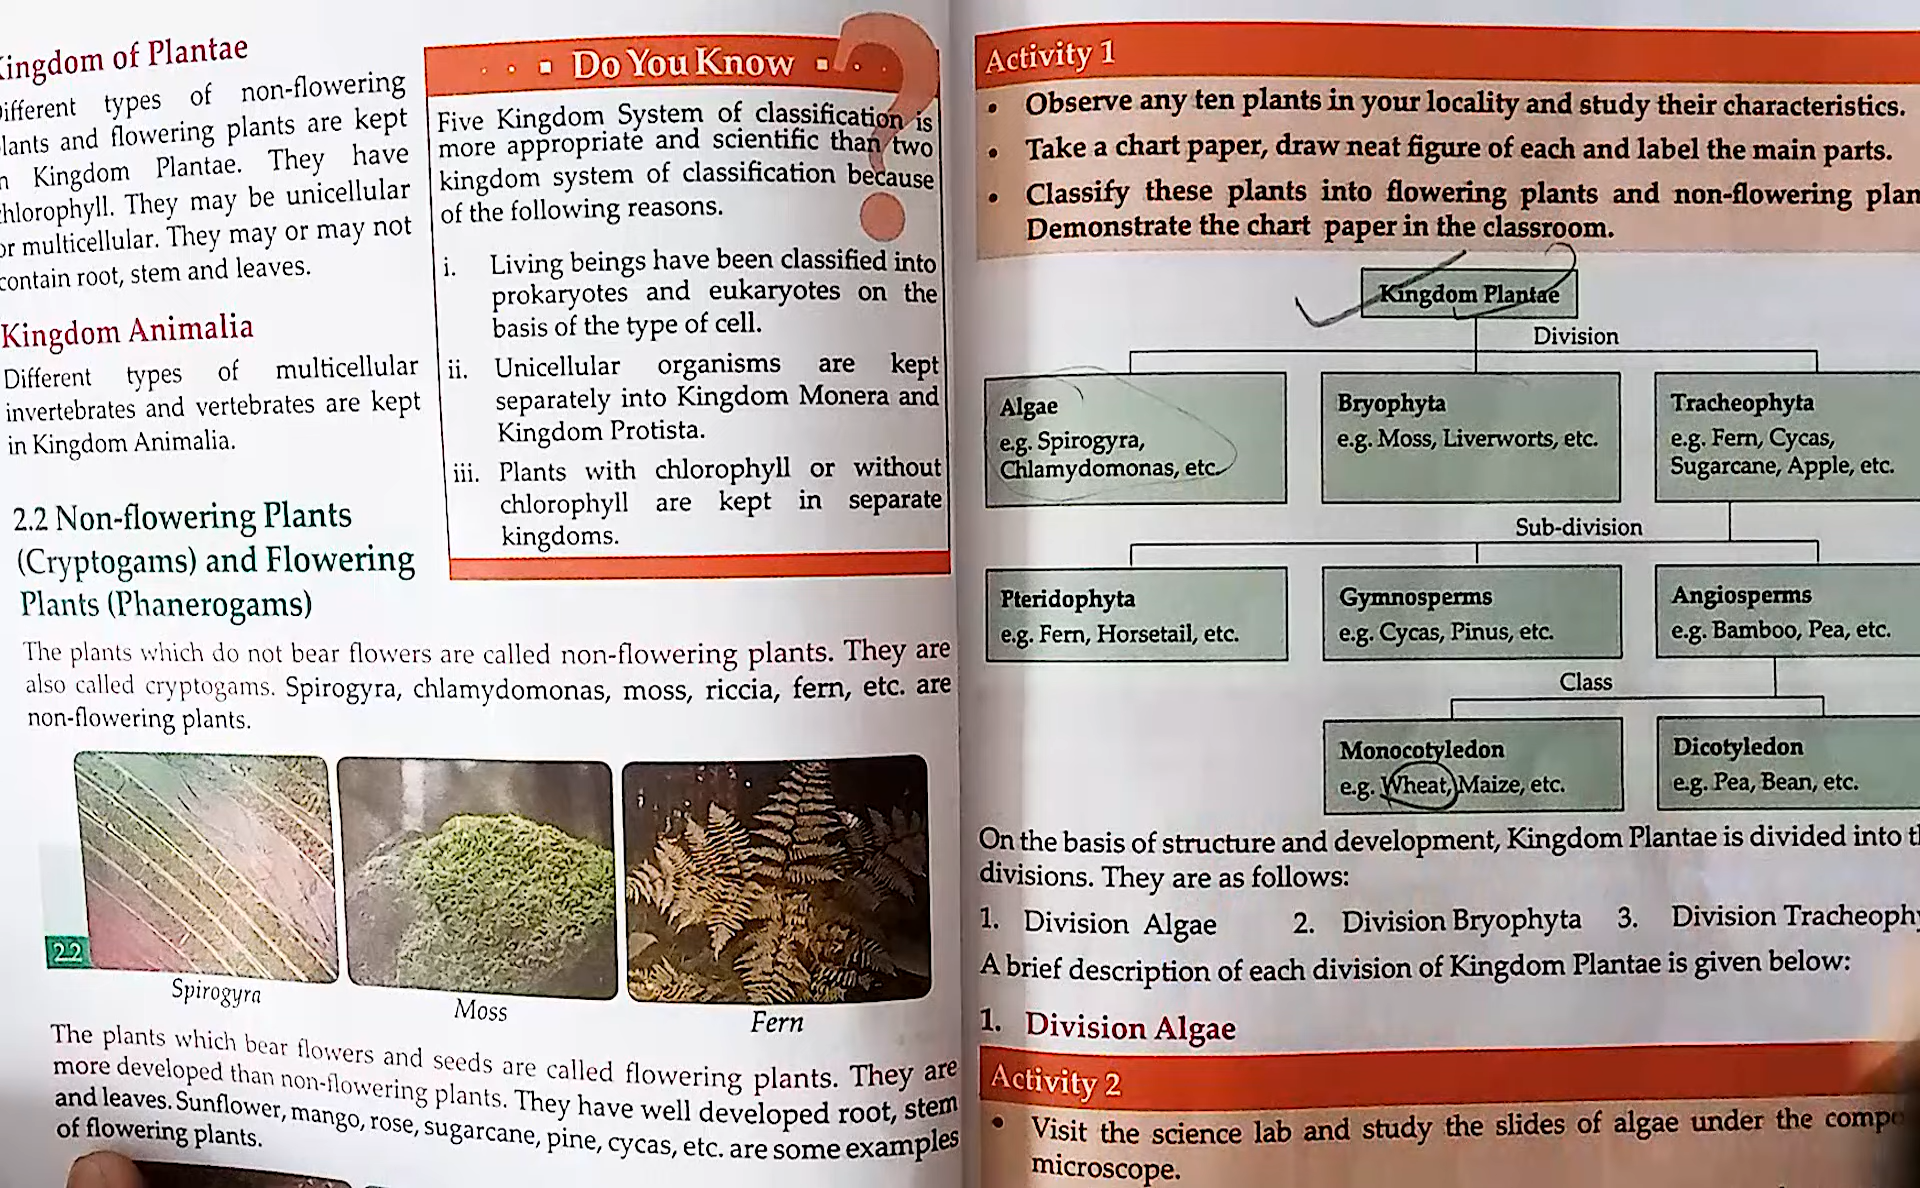 Kingdom of Plantae
Different types of non-flowering
plants and flowering plants are kept
in Kingdom Plantae. They have
chlorophyll. They may be unicellular
or multicellular. They may or may not
contain root, stem and leaves.
Kingdom Animalia
Different types of multicellular
invertebrates and vertebrates are kept
in Kingdom Animalia.
2.2 Non-flowering Plants
(Cryptogams) and Flowering
Plants (Phanerogams)
Do You Know ?
Five Kingdom System of classification is
more appropriate and scientific than two
kingdom system of classification because
of the following reasons.
i. Living beings have been classified into
prokaryotes and eukaryotes on the
basis of the type of cell.
ii. Unicellular organisms are kept
separately into Kingdom Monera and
Kingdom Protista.
iii. Plants with chlorophyll or without
chlorophyll are kept in separate
kingdoms.
The plants which do not bear flowers are called non-flowering plants. They are
also called cryptogams. Spirogyra, chlamydomonas, moss, riccia, fern, etc. are
non-flowering plants.
2.2
Spirogyra
Moss
Fern
The plants which bear flowers and seeds are called flowering plants. They are
more developed than non-flowering plants. They have well developed root, stem
and leaves. Sunflower, mango, rose, sugarcane, pine, cycas, etc. are some examples
of flowering plants.
Activity 1
• Observe any ten plants in your locality and study their characteristics.
• Take a chart paper, draw neat figure of each and label the main parts.
• Classify these plants into flowering plants and non-flowering plan
Demonstrate the chart paper in the classroom.
Kingdom Plantae
Division
Algae
e.g. Spirogyra,
Chlamydomonas, etc.
Bryophyta
e.g. Moss, Liverworts, etc.
Tracheophyta
e.g. Fern, Cycas,
Sugarcane, Apple, etc.
Sub-division
Pteridophyta
e.g. Fern, Horsetail, etc.
Gymnosperms
e.g. Cycas, Pinus, etc.
Angiosperms
e.g. Bamboo, Pea, etc.
Class
Monocotyledon
e.g. Wheat, Maize, etc.
Dicotyledon
e.g. Pea, Bean, etc.
On the basis of structure and development, Kingdom Plantae is divided into th
divisions. They are as follows:
1. Division Algae 2. Division Bryophyta 3. Division Tracheophy
A brief description of each division of Kingdom Plantae is given below:
1. Division Algae
Activity 2
• Visit the science lab and study the slides of algae under the compo
microscope.